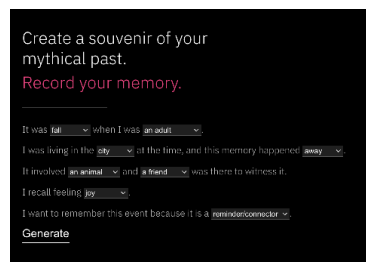 Create a souvenir of your
mythical past.
Record your memory.
It was fall when I was an adult.
I was living in the city at the time, and this memory happened away.
It involved an animal and a friend was there to witness it.
I recall feeling joy.
I want to remember this event because it is a reminder/connector.
Generate